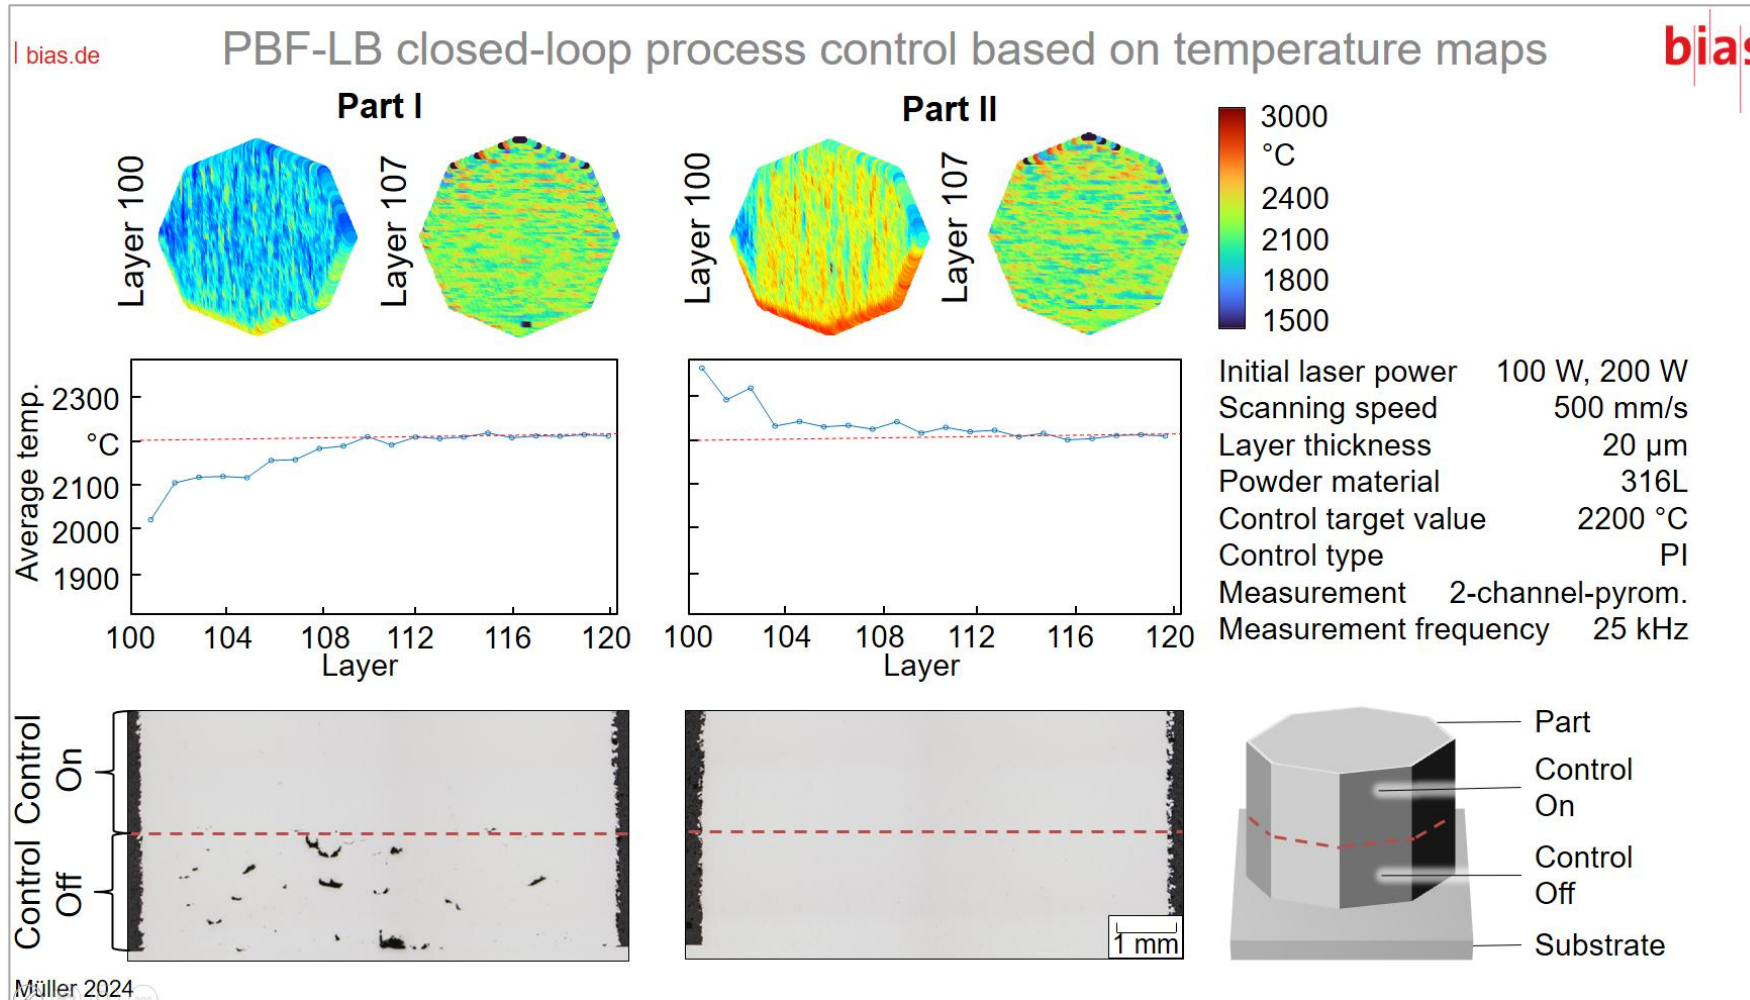 | bias.de
PBF-LB closed-loop process control based on temperature maps
bias
Part I
Part II
Layer 100
Layer 107
Layer 100
Layer 107
3000
°C
2400
2100
1800
1500
Average temp.
2300
°C
2100
2000
1900
100 104 108 112 116 120
Layer
100 104 108 112 116 120
Layer
Initial laser power 100 W, 200 W
Scanning speed 500 mm/s
Layer thickness 20 µm
Powder material 316L
Control target value 2200 °C
Control type PI
Measurement 2-channel-pyrom.
Measurement frequency 25 kHz
Control On
Control Off
1 mm
Part
Control
On
Control
Off
Substrate
Müller 2024